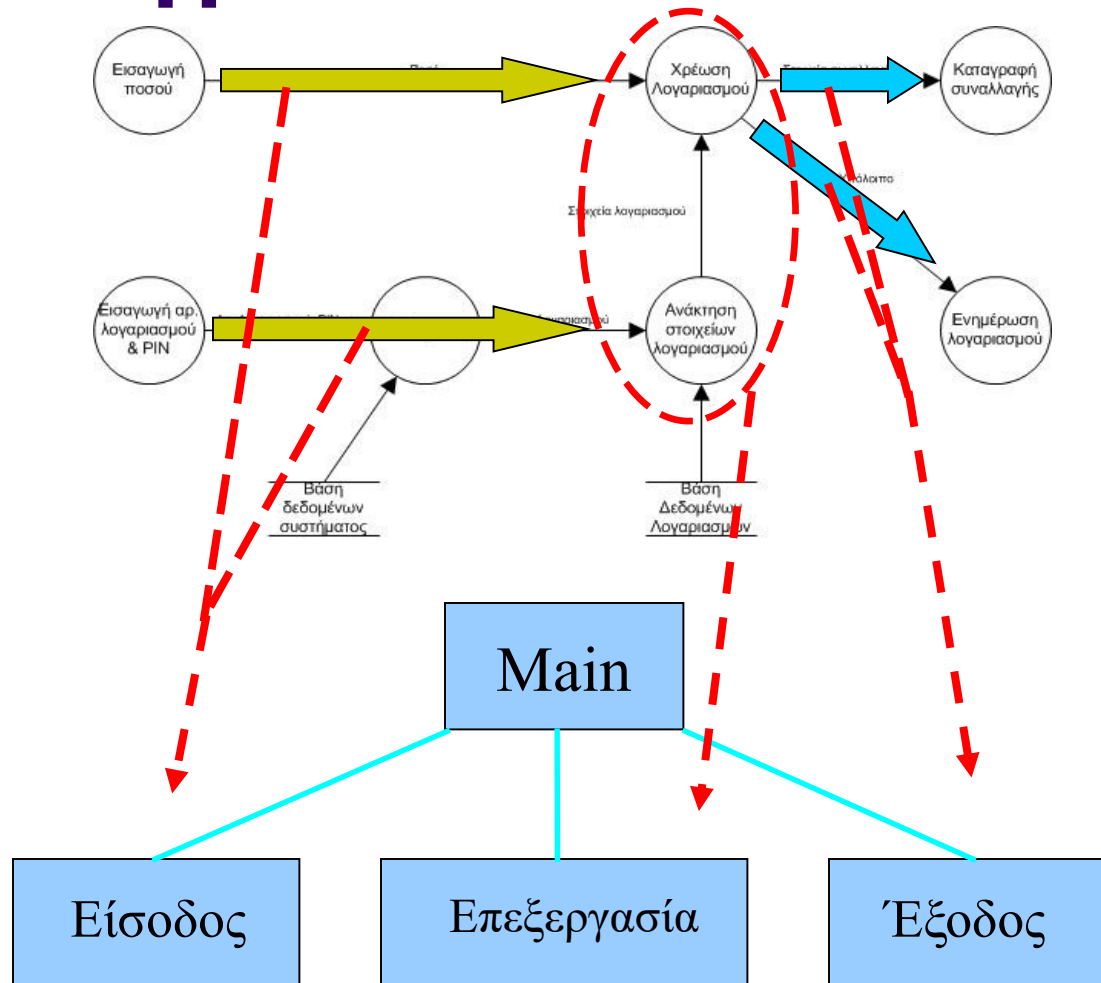 Εισαγωγή
ποσού
Χρέωση
Λογαριασμού
Καταγραφή
συναλλαγής
Στοιχεία λογαριασμού
Εισαγωγή αρ.
λογαριασμού
& PIN
Ανάκτηση
στοιχείων
λογαριασμού
Ενημέρωση
λογαριασμού
Βάση
δεδομένων
συστήματος
Βάση
Δεδομένων
Λογαριασμών
Main
Είσοδος
Επεξεργασία
Έξοδος